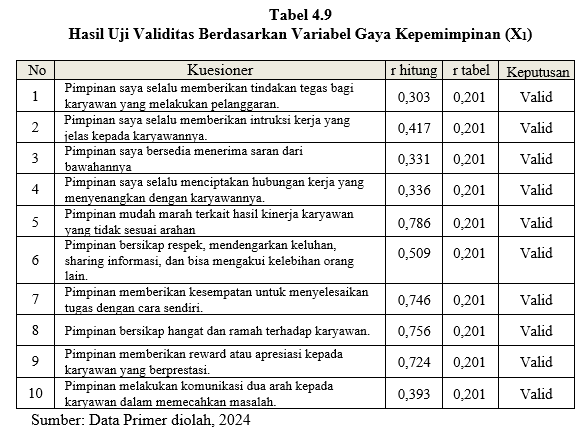 Tabel 4.9
Hasil Uji Validitas Berdasarkan Variabel Gaya Kepemimpinan (X1)
No Kuesioner r hitung r tabel Keputusan
1 Pimpinan saya selalu memberikan tindakan tegas bagi karyawan yang melakukan pelanggaran. 0,303 0,201 Valid
2 Pimpinan saya selalu memberikan intruksi kerja yang jelas kepada karyawannya. 0,417 0,201 Valid
3 Pimpinan saya bersedia menerima saran dari bawahannya 0,331 0,201 Valid
4 Pimpinan saya selalu menciptakan hubungan kerja yang menyenangkan dengan karyawannya. 0,336 0,201 Valid
5 Pimpinan mudah marah terkait hasil kinerja karyawan yang tidak sesuai arahan 0,786 0,201 Valid
6 Pimpinan bersikap respek, mendengarkan keluhan, sharing informasi, dan bisa mengakui kelebihan orang lain. 0,509 0,201 Valid
7 Pimpinan memberikan kesempatan untuk menyelesaikan tugas dengan cara sendiri. 0,746 0,201 Valid
8 Pimpinan bersikap hangat dan ramah terhadap karyawan. 0,756 0,201 Valid
9 Pimpinan memberikan reward atau apresiasi kepada karyawan yang berprestasi. 0,724 0,201 Valid
10 Pimpinan melakukan komunikasi dua arah kepada karyawan dalam memecahkan masalah. 0,393 0,201 Valid
Sumber: Data Primer diolah, 2024